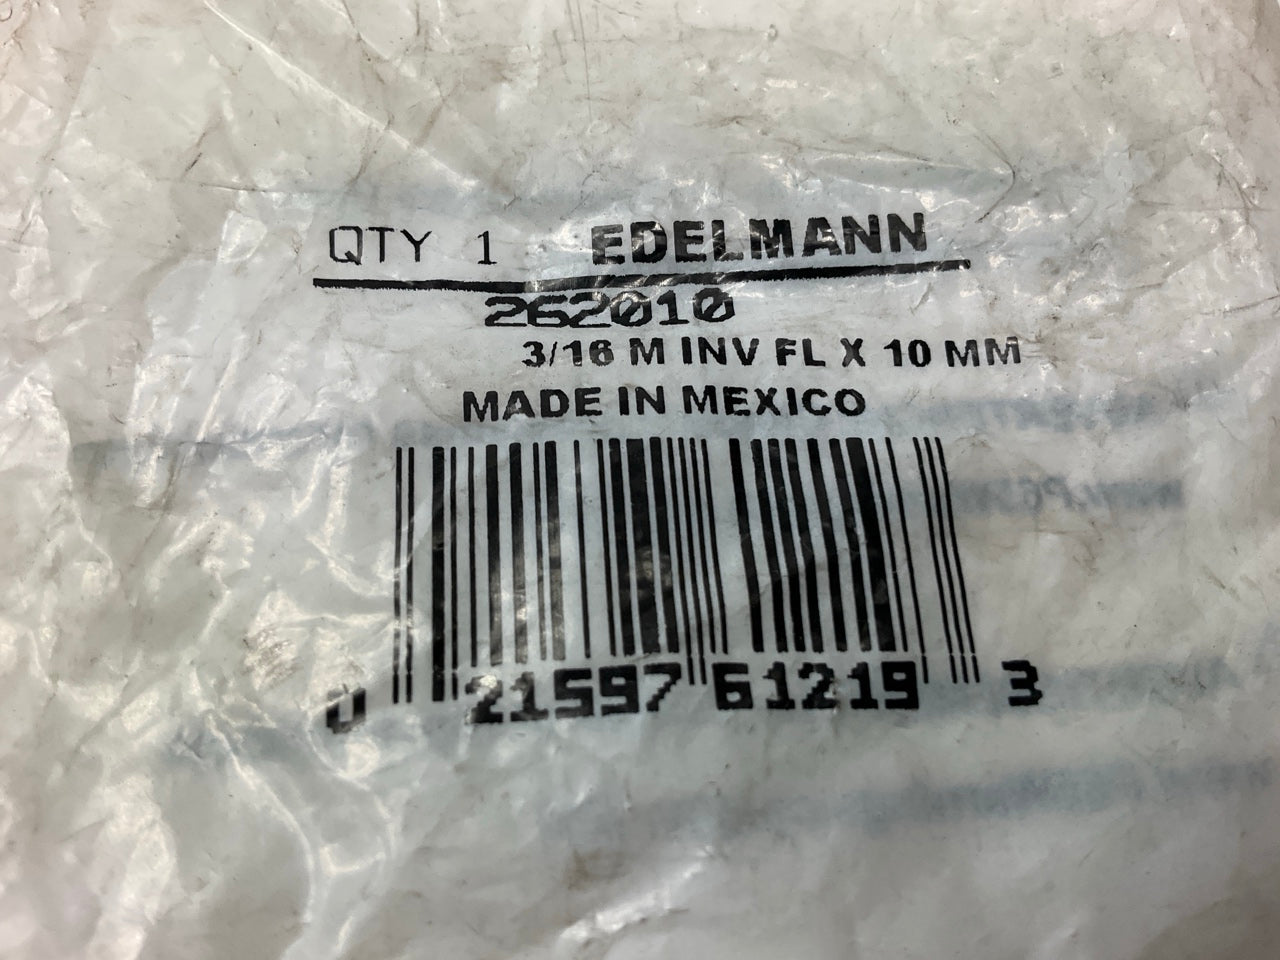 QTY 1 EDELMANN
262010
3/16 M INV FL X 10 MM
MADE IN MEXICO
0 21597 61219 3